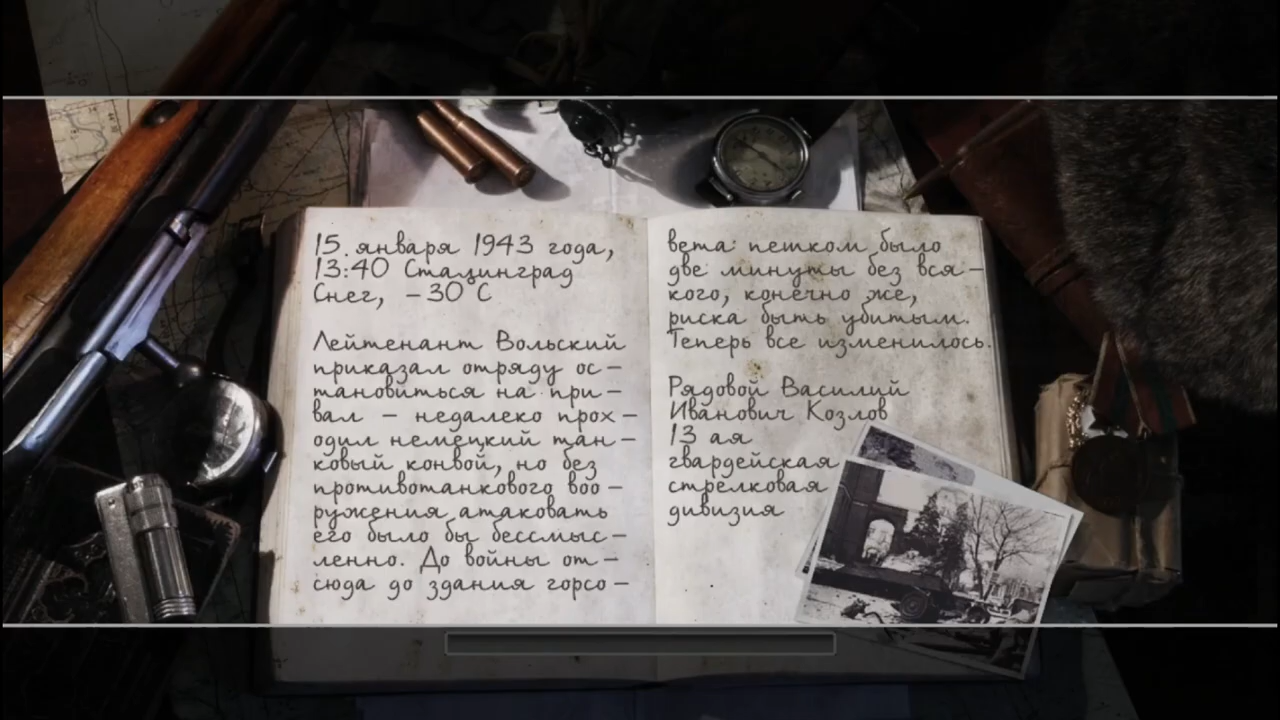 15 января 1943 года,
13:40 Сталинград
Снег, -30°С
Лейтенант Вольский
приказал отряду ос-
тановиться на при-
вал - недалеко прох-
одил немецкий тан-
ковый конвой, но без
противотанкового воо-
ружения атаковать
его было бы бессмыс-
ленно. До войны от-
сюда до здания горсо-
вета пешком было
две минуты без вся-
кого, конечно же,
риска быть убитым.
Теперь все изменилось.
Рядовой Василий
Иванович Козлов
13 ая
гвардейская
стрелковая
дивизия